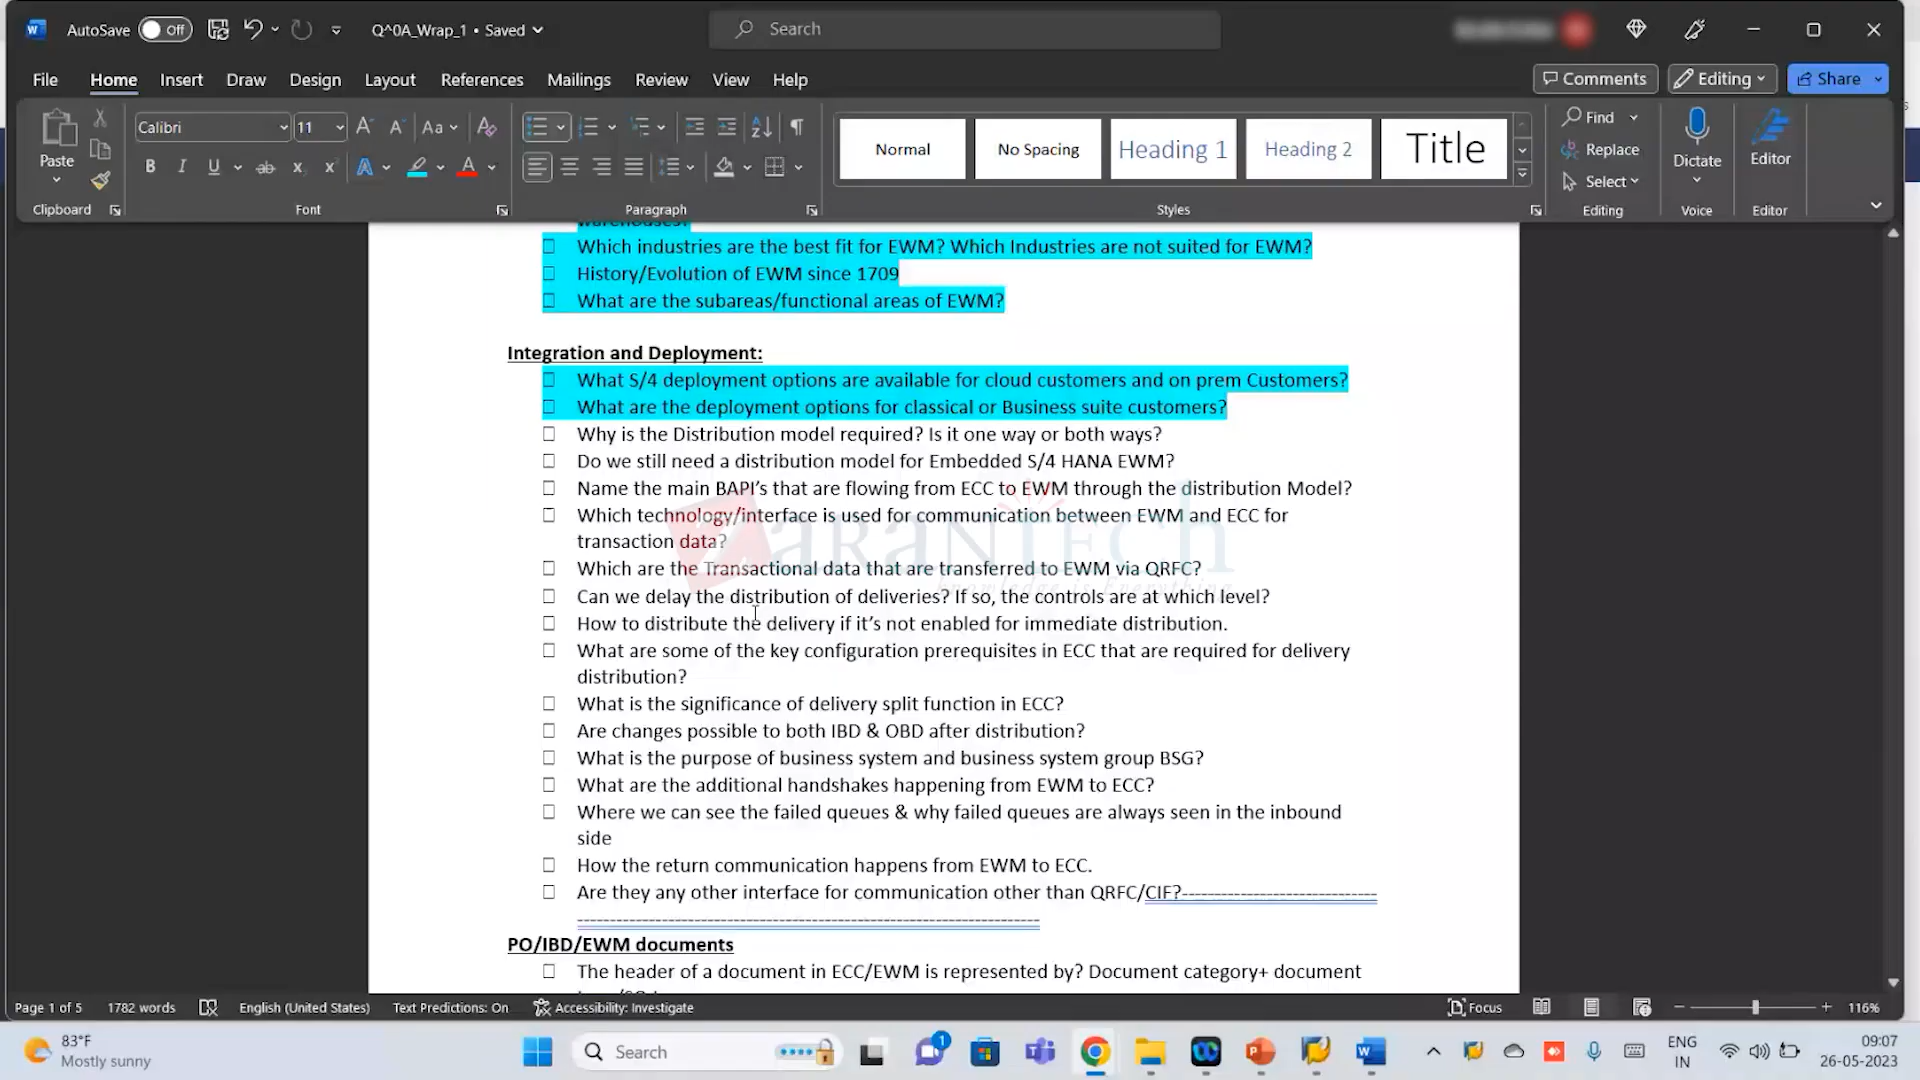 AutoSave Off Q^0A_Wrap_1 • Saved Search
File Home Insert Draw Design Layout References Mailings Review View Help Comments Editing Share
Paste Calibri 11 Aa Normal No Spacing Heading 1 Heading 2 Title Find Replace Select Dictate Editor
Clipboard Font Paragraph Styles Editing Voice Editor
warehouses?
Which industries are the best fit for EWM? Which Industries are not suited for EWM?
History/Evolution of EWM since 1709
What are the subareas/functional areas of EWM?
Integration and Deployment:
What S/4 deployment options are available for cloud customers and on prem Customers?
What are the deployment options for classical or Business suite customers?
Why is the Distribution model required? Is it one way or both ways?
Do we still need a distribution model for Embedded S/4 HANA EWM?
Name the main BAPI’s that are flowing from ECC to EWM through the distribution Model?
Which technology/interface is used for communication between EWM and ECC for
transaction data?
Which are the Transactional data that are transferred to EWM via QRFC?
Can we delay the distribution of deliveries? If so, the controls are at which level?
How to distribute the delivery if it’s not enabled for immediate distribution.
What are some of the key configuration prerequisites in ECC that are required for delivery
distribution?
What is the significance of delivery split function in ECC?
Are changes possible to both IBD & OBD after distribution?
What is the purpose of business system and business system group BSG?
What are the additional handshakes happening from EWM to ECC?
Where we can see the failed queues & why failed queues are always seen in the inbound
side
How the return communication happens from EWM to ECC.
Are they any other interface for communication other than QRFC/CIF?------------------------------
----------------------------------------------------------------------
PO/IBD/EWM documents
The header of a document in ECC/EWM is represented by? Document category+ document
ZaranTech
knowledge is Everything
Page 1 of 5 1782 words English (United States) Text Predictions: On Accessibility: Investigate Focus 116%
83°F
Mostly sunny
Search
1
ENG
IN
09:07
26-05-2023